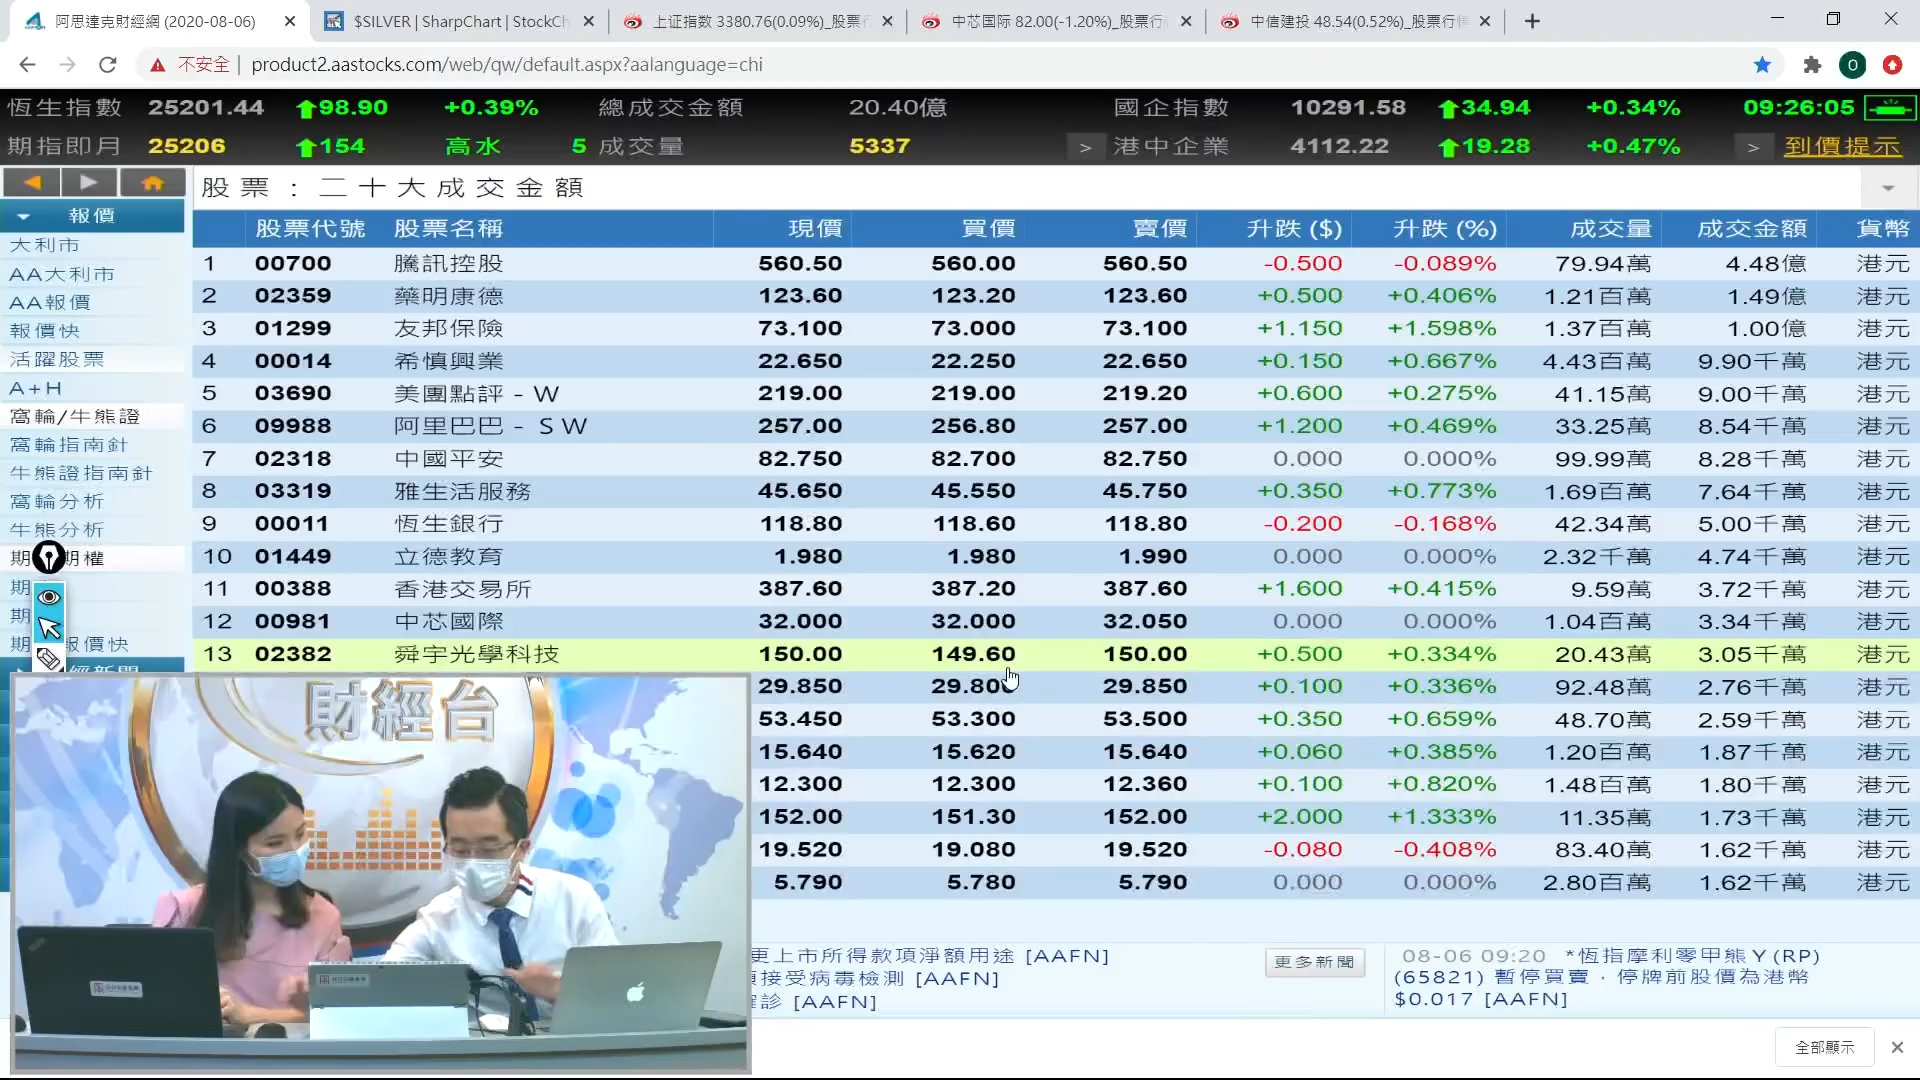 阿思達克財經網 (2020-08-06)
$SILVER | SharpChart | StockCh
上证指数 3380.76(0.09%)_股票行
中芯国际 82.00(-1.20%)_股票行
中信建投 48.54(0.52%)_股票行情
不安全 | product2.aastocks.com/web/qw/default.aspx?aalanguage=chi
O
恆生指數 25201.44 98.90 +0.39% 總成交金額 20.40億 國企指數 10291.58 34.94 +0.34% 09:26:05
期指即月 25206 154 高水 5 成交量 5337 > 港中企業 4112.22 19.28 +0.47% > 到價提示
股票：二十大成交金額
報價
大利市
AA大利市
AA報價
報價快
活躍股票
A+H
窩輪/牛熊證
窩輪指南針
牛熊證指南針
窩輪分析
牛熊分析
期 期權
期
期
期 報價快
經新聞
股票代號 股票名稱 現價 買價 賣價 升跌 ($) 升跌 (%) 成交量 成交金額 貨幣
1 00700 騰訊控股 560.50 560.00 560.50 -0.500 -0.089% 79.94萬 4.48億 港元
2 02359 藥明康德 123.60 123.20 123.60 +0.500 +0.406% 1.21百萬 1.49億 港元
3 01299 友邦保險 73.100 73.000 73.100 +1.150 +1.598% 1.37百萬 1.00億 港元
4 00014 希慎興業 22.650 22.250 22.650 +0.150 +0.667% 4.43百萬 9.90千萬 港元
5 03690 美團點評－Ｗ 219.00 219.00 219.20 +0.600 +0.275% 41.15萬 9.00千萬 港元
6 09988 阿里巴巴－ＳＷ 257.00 256.80 257.00 +1.200 +0.469% 33.25萬 8.54千萬 港元
7 02318 中國平安 82.750 82.700 82.750 0.000 0.000% 99.99萬 8.28千萬 港元
8 03319 雅生活服務 45.650 45.550 45.750 +0.350 +0.773% 1.69百萬 7.64千萬 港元
9 00011 恆生銀行 118.80 118.60 118.80 -0.200 -0.168% 42.34萬 5.00千萬 港元
10 01449 立德教育 1.980 1.980 1.990 0.000 0.000% 2.32千萬 4.74千萬 港元
11 00388 香港交易所 387.60 387.20 387.60 +1.600 +0.415% 9.59萬 3.72千萬 港元
12 00981 中芯國際 32.000 32.000 32.050 0.000 0.000% 1.04百萬 3.34千萬 港元
13 02382 舜宇光學科技 150.00 149.60 150.00 +0.500 +0.334% 20.43萬 3.05千萬 港元
29.850 29.800 29.850 +0.100 +0.336% 92.48萬 2.76千萬 港元
53.450 53.300 53.500 +0.350 +0.659% 48.70萬 2.59千萬 港元
15.640 15.620 15.640 +0.060 +0.385% 1.20百萬 1.87千萬 港元
12.300 12.300 12.360 +0.100 +0.820% 1.48百萬 1.80千萬 港元
152.00 151.30 152.00 +2.000 +1.333% 11.35萬 1.73千萬 港元
19.520 19.080 19.520 -0.080 -0.408% 83.40萬 1.62千萬 港元
5.790 5.780 5.790 0.000 0.000% 2.80百萬 1.62千萬 港元
財經台
更上市所得款項淨額用途 [AAFN]
接受病毒檢測 [AAFN]
診 [AAFN]
更多新聞
08-06 09:20 *恆指摩利零甲熊Ｙ(RP)
(65821) 暫停買賣，停牌前股價為港幣
$0.017 [AAFN]
全部顯示